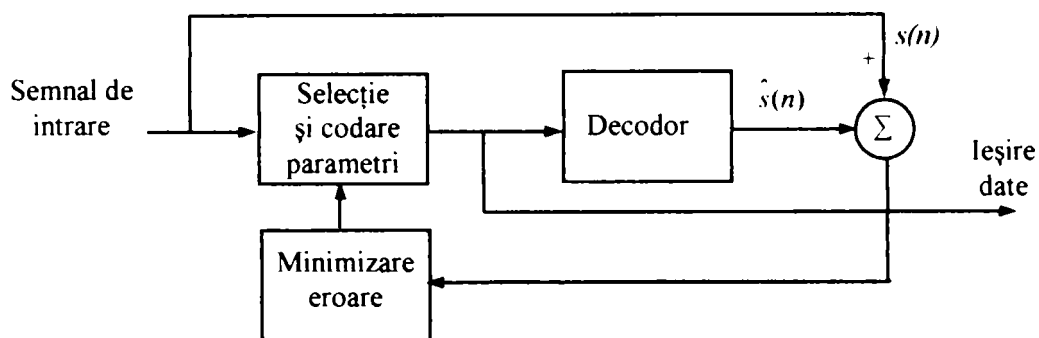 s(n)
+
Semnal de
intrare
Selecție
și codare
parametri
Decodor
ŝ(n)
Σ
Ieșire
date
Minimizare
eroare